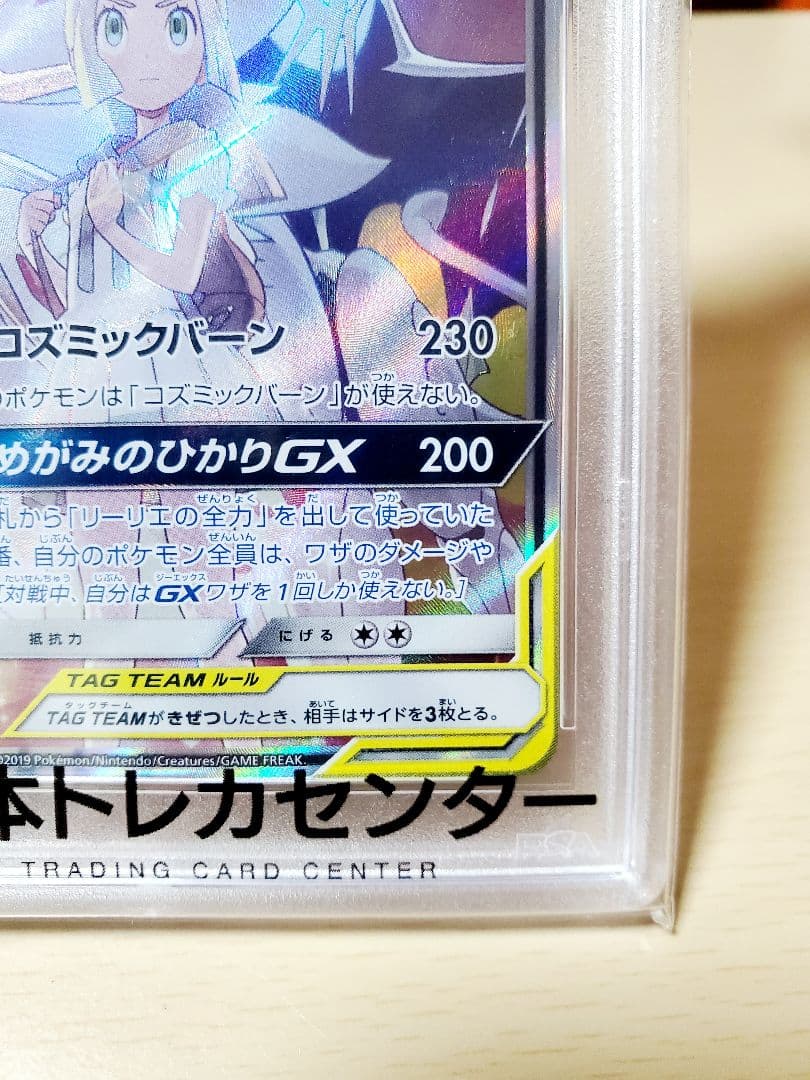 コズミックバーン 230
のポケモンは「コズミックバーン」が使えない。
めがみのひかりGX 200
札から「リーリエの全力」を出して使っていた
番、自分のポケモン全員は、ワザのダメージや
[対戦中、自分はGXワザを1回しか使えない。]
抵抗力 にげる
TAG TEAM ルール
TAG TEAMがきぜつしたとき、相手はサイドを3枚とる。
©2019 Pokémon/Nintendo/Creatures/GAME FREAK.
本トレカセンター
PSA
TRADING CARD CENTER